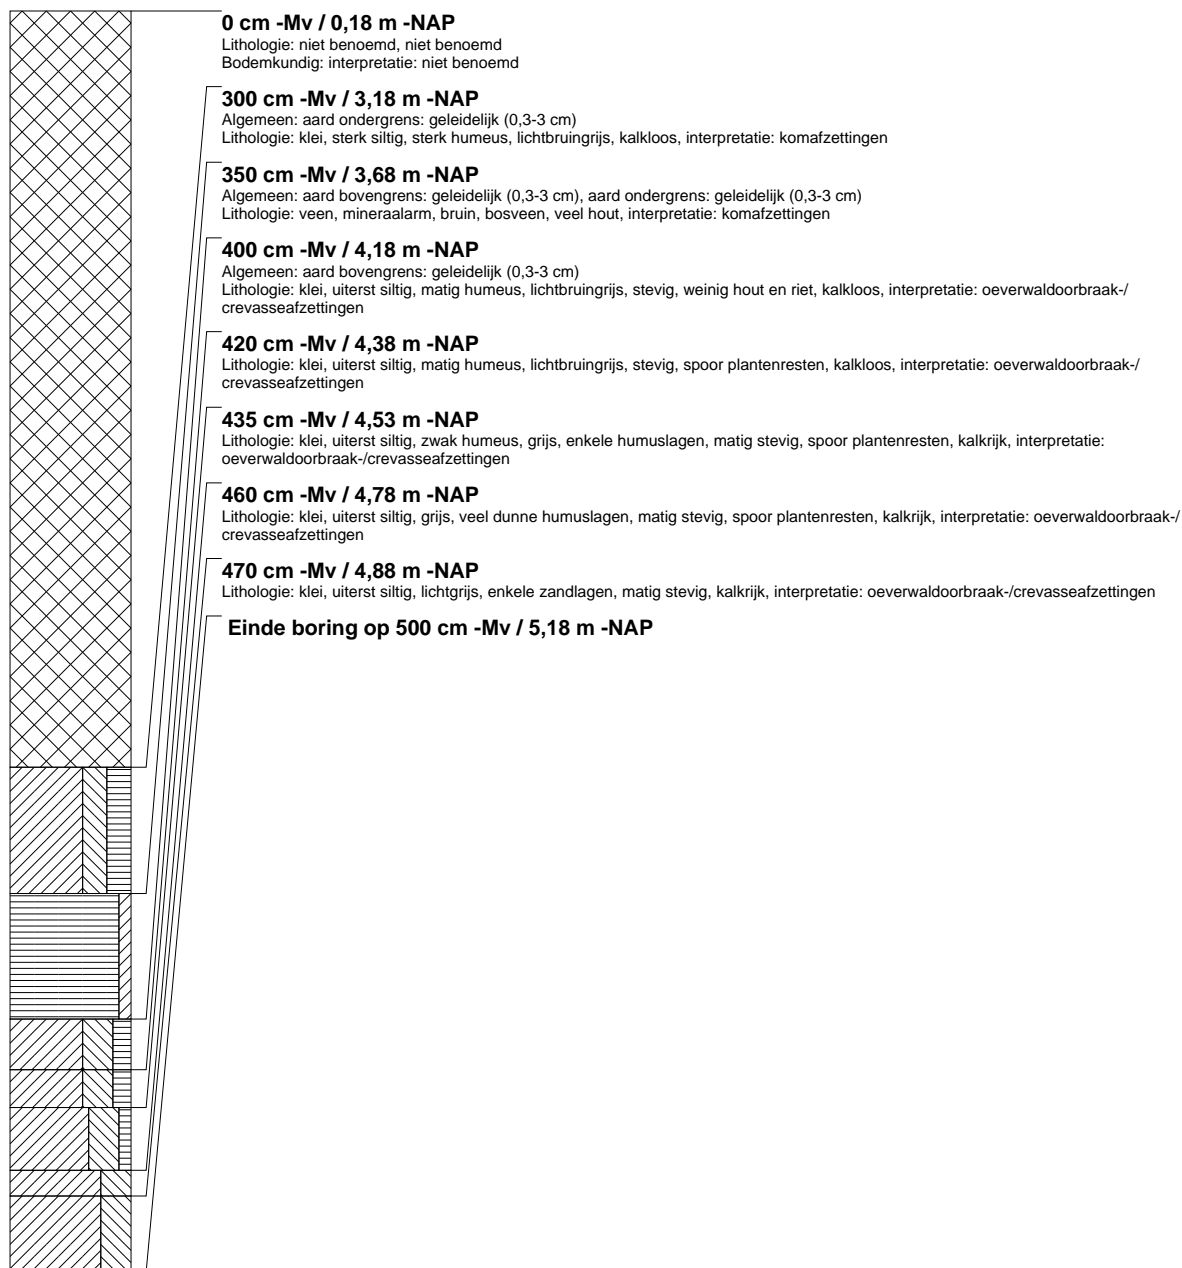 0 cm -Mv / 0,18 m -NAP
Lithologie: niet benoemd, niet benoemd
Bodemkundig: interpretatie: niet benoemd
300 cm -Mv / 3,18 m -NAP
Algemeen: aard ondergrens: geleidelijk (0,3-3 cm)
Lithologie: klei, sterk siltig, sterk humeus, lichtbruingrijs, kalkloos, interpretatie: komafzettingen
350 cm -Mv / 3,68 m -NAP
Algemeen: aard bovengrens: geleidelijk (0,3-3 cm), aard ondergrens: geleidelijk (0,3-3 cm)
Lithologie: veen, mineraalarm, bruin, bosveen, veel hout, interpretatie: komafzettingen
400 cm -Mv / 4,18 m -NAP
Algemeen: aard bovengrens: geleidelijk (0,3-3 cm)
Lithologie: klei, uiterst siltig, matig humeus, lichtbruingrijs, stevig, weinig hout en riet, kalkloos, interpretatie: oeverwaldoorbraak-/
crevasseafzettingen
420 cm -Mv / 4,38 m -NAP
Lithologie: klei, uiterst siltig, matig humeus, lichtbruingrijs, stevig, spoor plantenresten, kalkloos, interpretatie: oeverwaldoorbraak-/
crevasseafzettingen
435 cm -Mv / 4,53 m -NAP
Lithologie: klei, uiterst siltig, zwak humeus, grijs, enkele humuslagen, matig stevig, spoor plantenresten, kalkrijk, interpretatie:
oeverwaldoorbraak-/crevasseafzettingen
460 cm -Mv / 4,78 m -NAP
Lithologie: klei, uiterst siltig, grijs, veel dunne humuslagen, matig stevig, spoor plantenresten, kalkrijk, interpretatie: oeverwaldoorbraak-/
crevasseafzettingen
470 cm -Mv / 4,88 m -NAP
Lithologie: klei, uiterst siltig, lichtgrijs, enkele zandlagen, matig stevig, kalkrijk, interpretatie: oeverwaldoorbraak-/crevasseafzettingen
Einde boring op 500 cm -Mv / 5,18 m -NAP